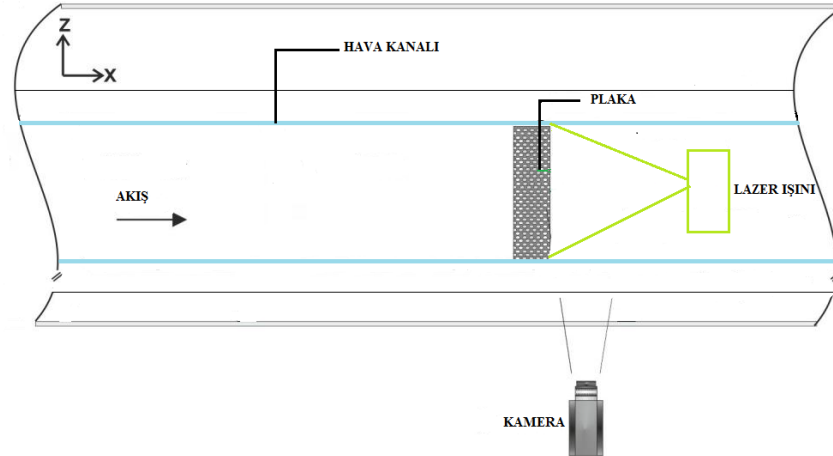 Z
X
HAVA KANALI
PLAKA
AKIŞ
LAZER IŞINI
KAMERA